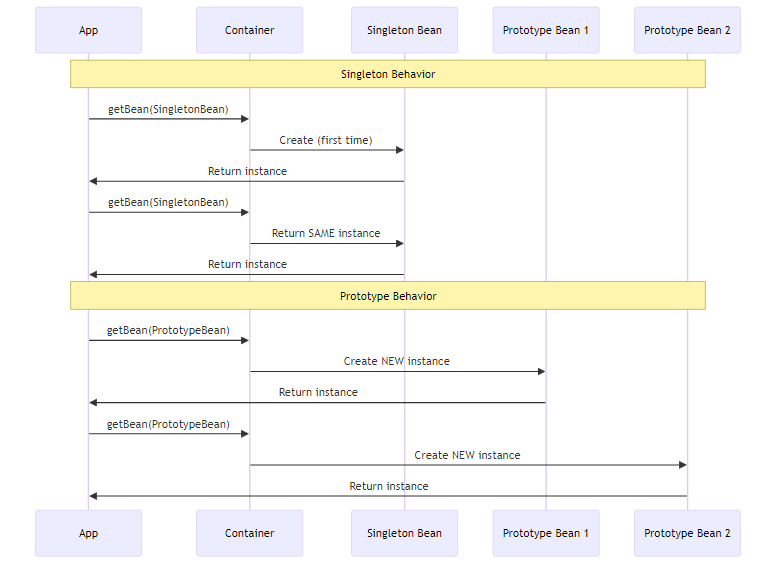 App
Container
Singleton Bean
Prototype Bean 1
Prototype Bean 2
Singleton Behavior
getBean(SingletonBean)
Create (first time)
Return instance
getBean(SingletonBean)
Return SAME instance
Return instance
Prototype Behavior
getBean(PrototypeBean)
Create NEW instance
Return instance
getBean(PrototypeBean)
Create NEW instance
Return instance
App
Container
Singleton Bean
Prototype Bean 1
Prototype Bean 2